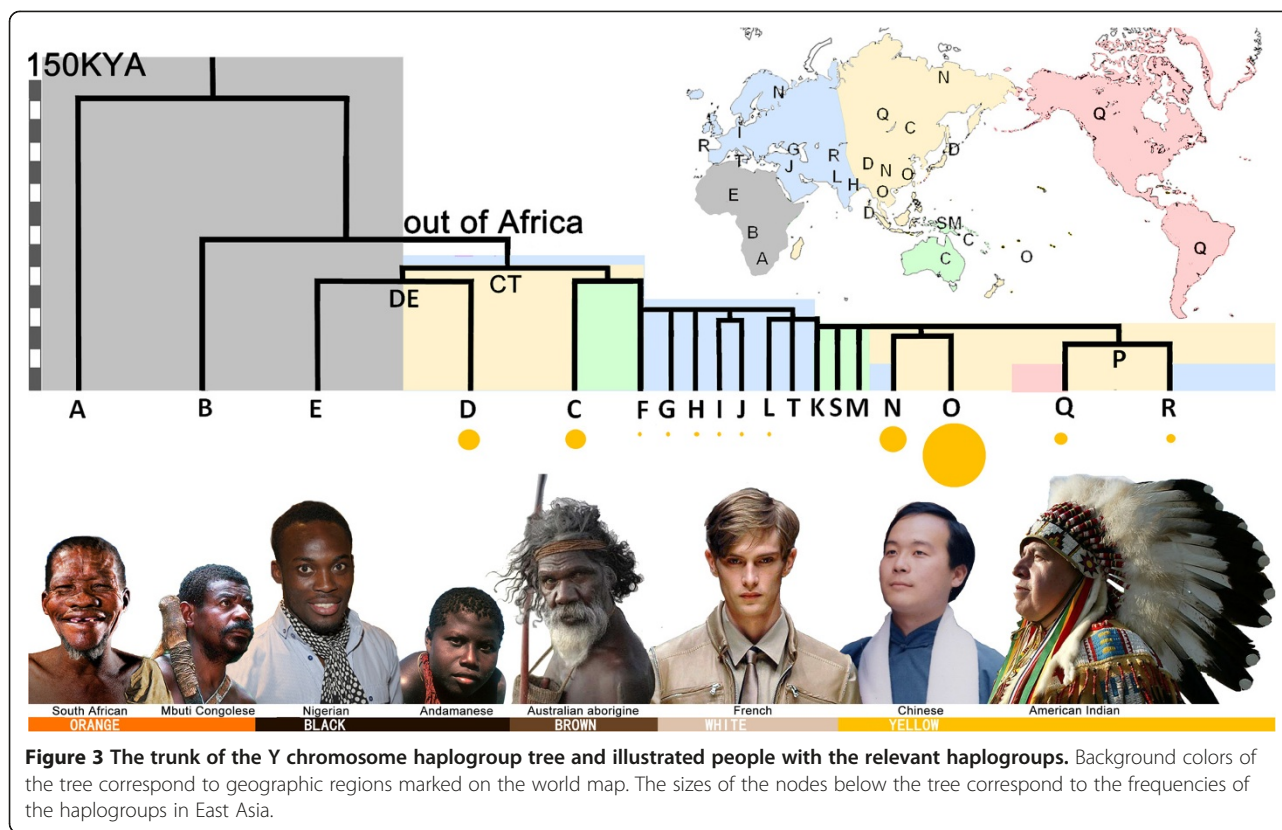 150KYA
out of Africa
DE
CT
P
A B E D C F G H I J L T K S M N O Q R
N
N
Q
C
Q
I
R
G
T
J
R
D
N
O
D
L
H
O
E
D
SM
C
B
C
O
A
Q
South African
Mbuti Congolese
Nigerian
Andamanese
Australian aborigine
French
Chinese
American Indian
ORANGE
BLACK
BROWN
WHITE
YELLOW
Figure 3 The trunk of the Y chromosome haplogroup tree and illustrated people with the relevant haplogroups. Background colors of
the tree correspond to geographic regions marked on the world map. The sizes of the nodes below the tree correspond to the frequencies of
the haplogroups in East Asia.